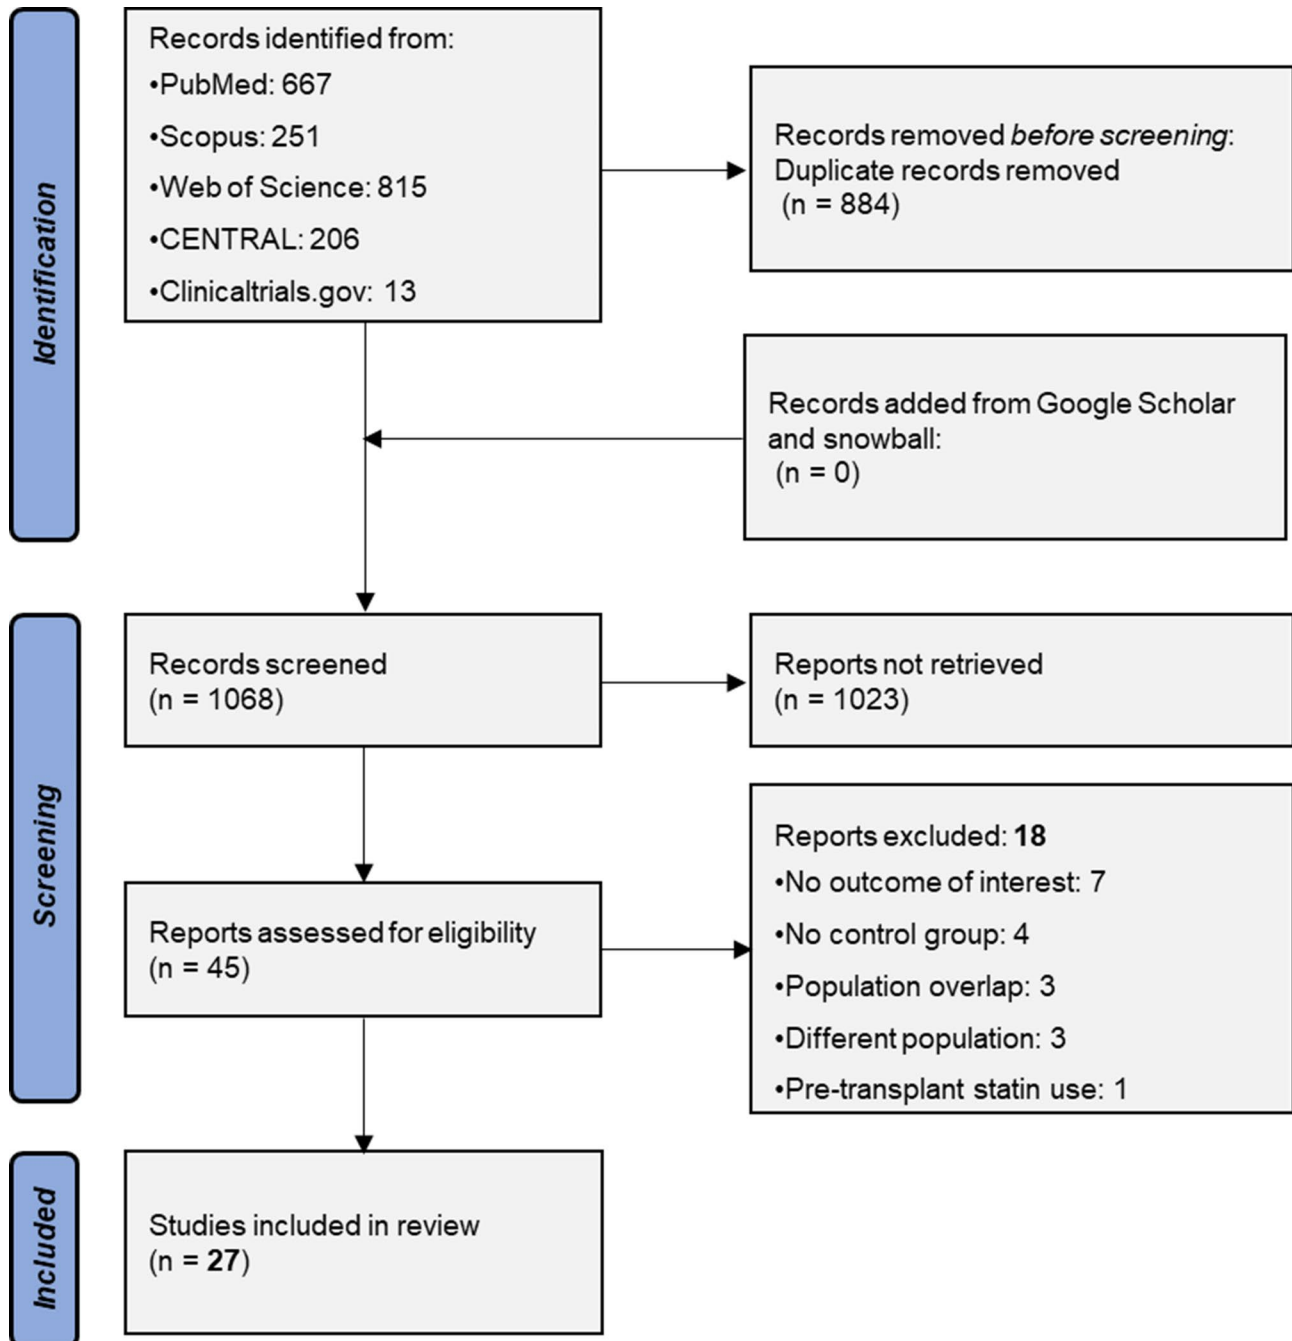 Identification
Records identified from:
•PubMed: 667
•Scopus: 251
•Web of Science: 815
•CENTRAL: 206
•Clinicaltrials.gov: 13
Records removed before screening:
Duplicate records removed
(n = 884)
Records added from Google Scholar
and snowball:
(n = 0)
Screening
Records screened
(n = 1068)
Reports not retrieved
(n = 1023)
Reports assessed for eligibility
(n = 45)
Reports excluded: 18
•No outcome of interest: 7
•No control group: 4
•Population overlap: 3
•Different population: 3
•Pre-transplant statin use: 1
Included
Studies included in review
(n = 27)